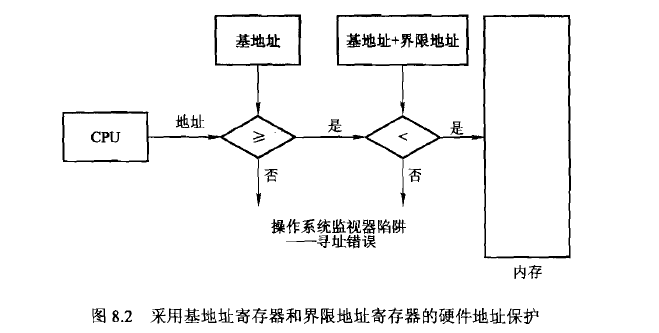 基地址
基地址+界限地址
CPU
地址
≥
是
<
是
否
否
操作系统监视器陷阱
——寻址错误
内存
图 8.2 采用基地址寄存器和界限地址寄存器的硬件地址保护